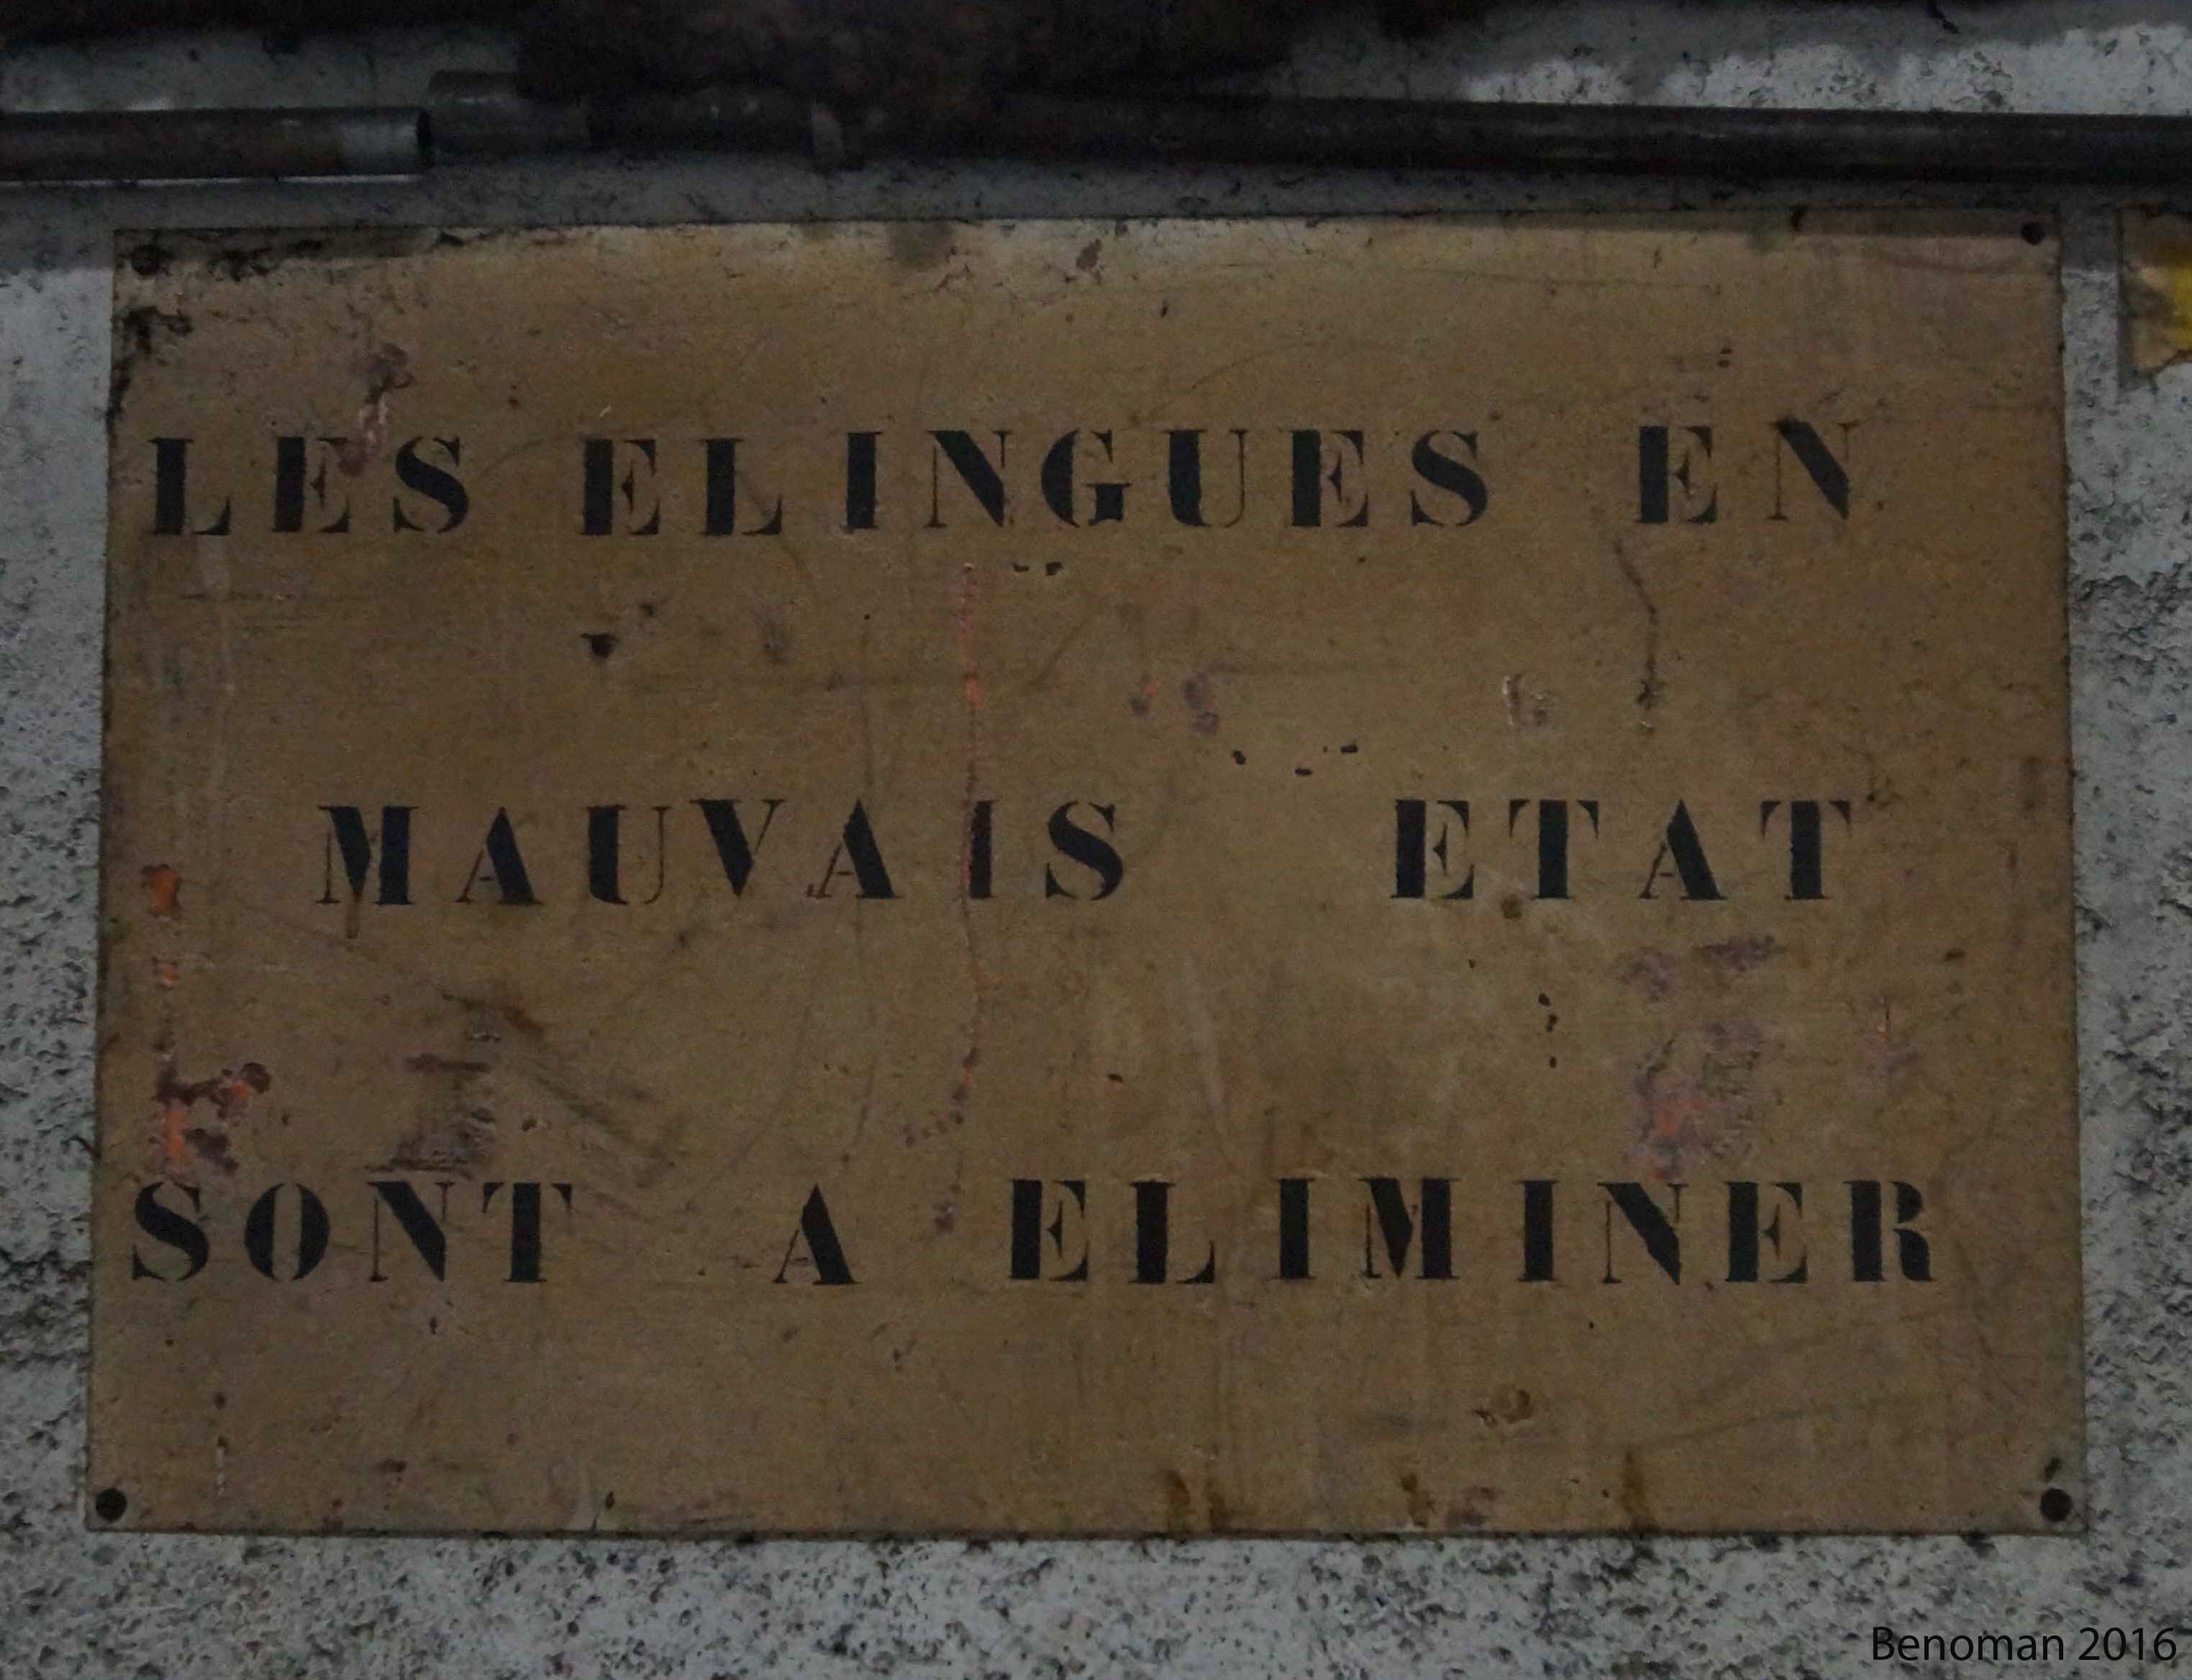 LES ELINGUES EN
MAUVAIS ETAT
SONT A ELIMINER
Benoman 2016